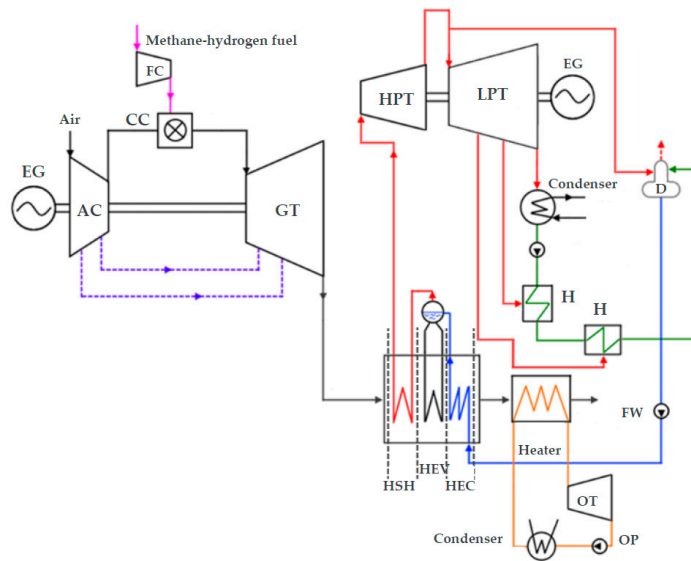 Methane-hydrogen fuel
FC
EG
HPT
LPT
Air
CC
Condenser
D
EG
AC
GT
H
H
FW
Heater
HEV
HSH
HEC
OT
Condenser
OP